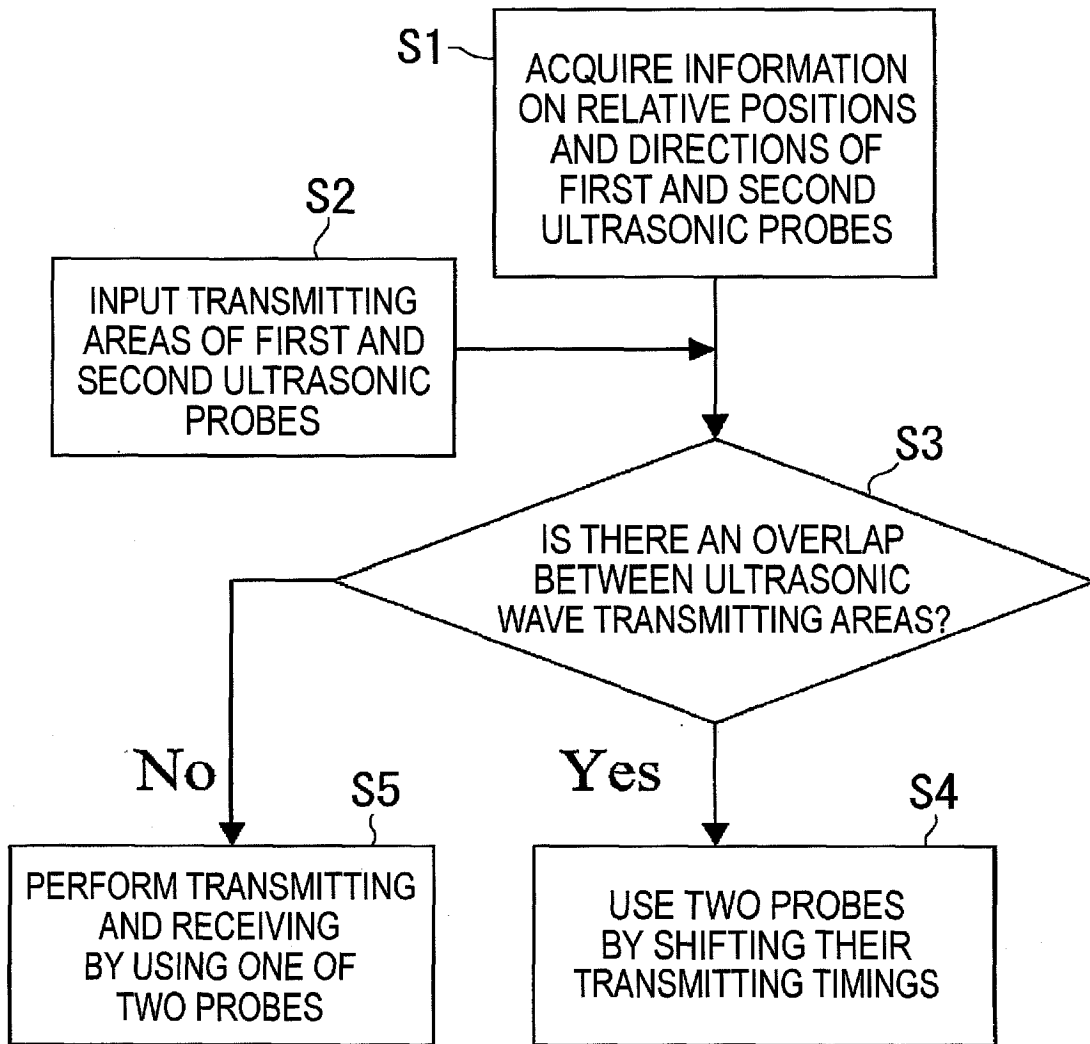 S1
ACQUIRE INFORMATION
ON RELATIVE POSITIONS
AND DIRECTIONS OF
FIRST AND SECOND
ULTRASONIC PROBES
S2
INPUT TRANSMITTING
AREAS OF FIRST AND
SECOND ULTRASONIC
PROBES
S3
IS THERE AN OVERLAP
BETWEEN ULTRASONIC
WAVE TRANSMITTING AREAS?
No
Yes
S5
PERFORM TRANSMITTING
AND RECEIVING
BY USING ONE OF
TWO PROBES
S4
USE TWO PROBES
BY SHIFTING THEIR
TRANSMITTING TIMINGS